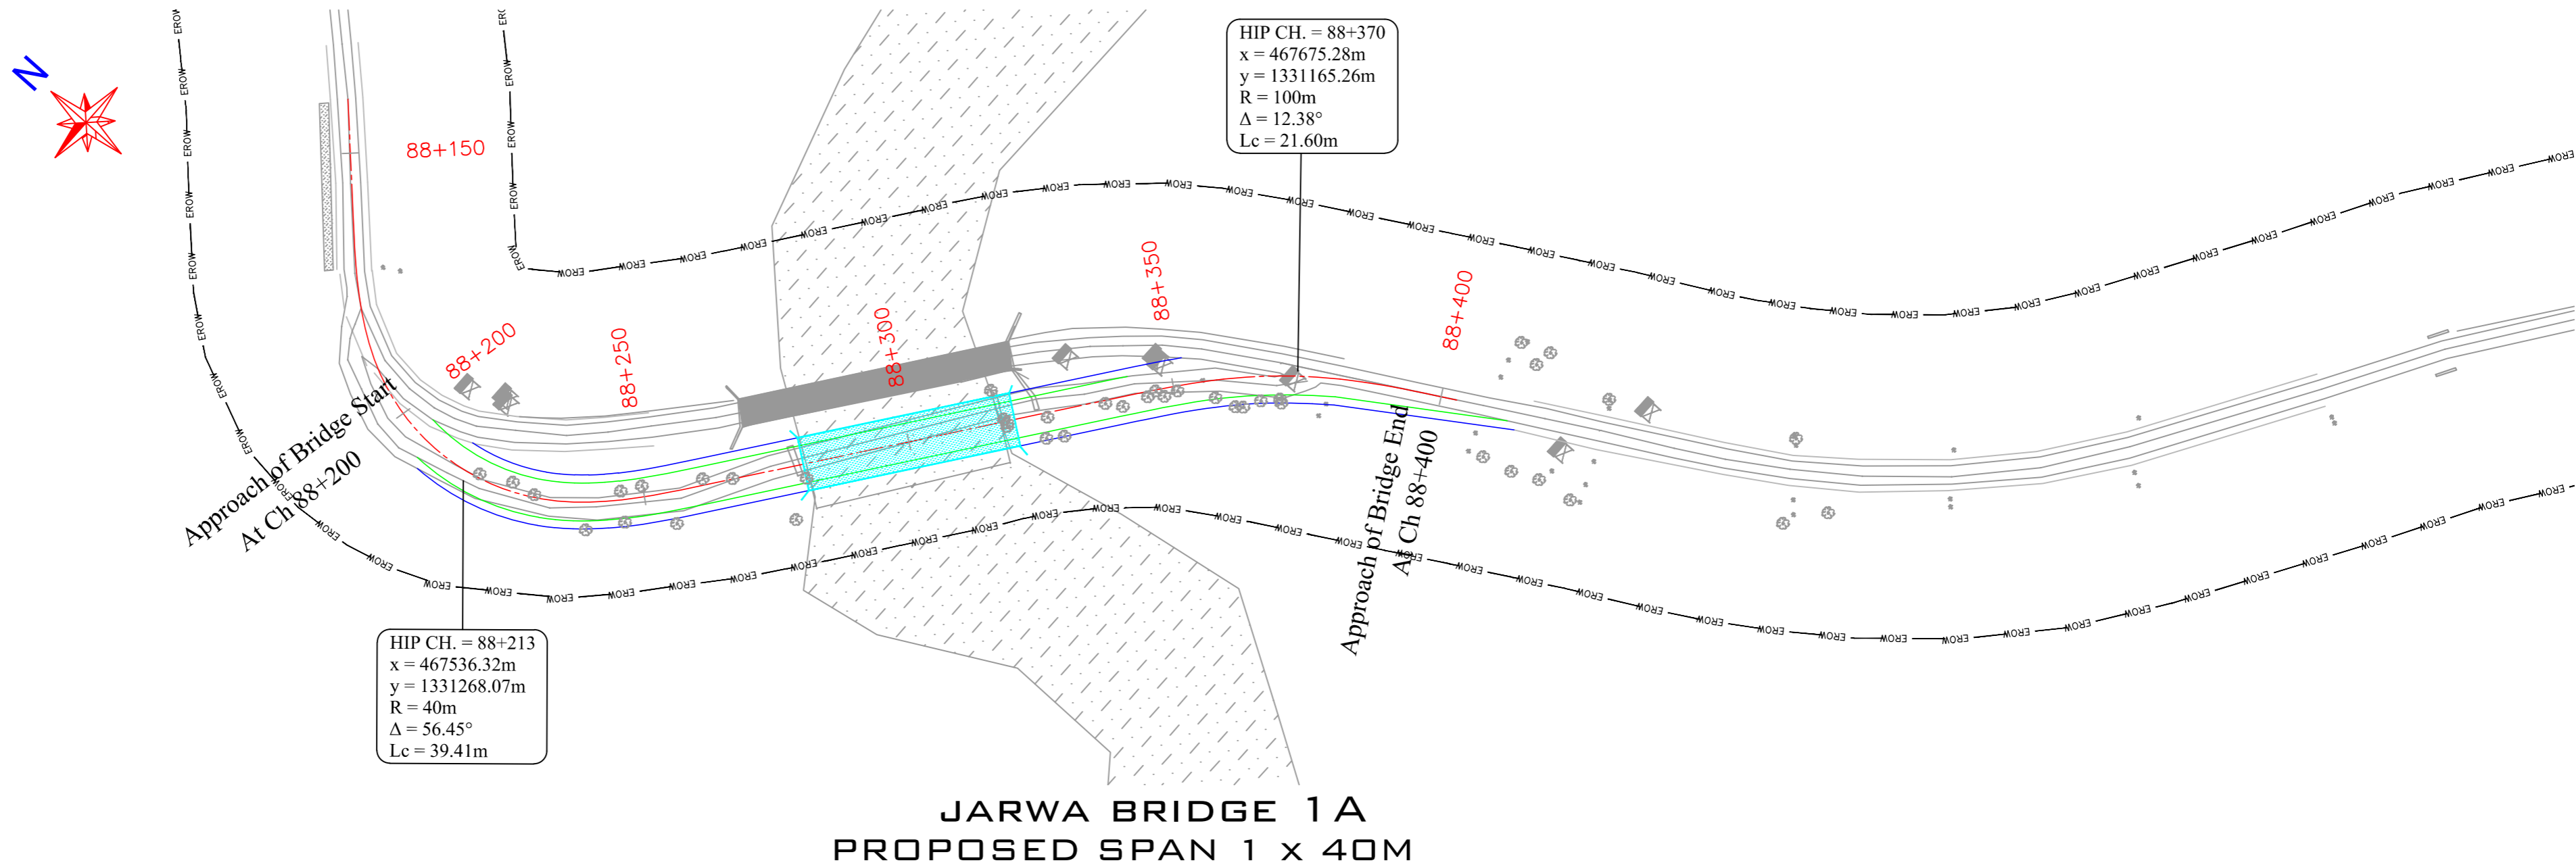 N
HIP CH. = 88+370
x = 467675.28m
y = 1331165.26m
R = 100m
Δ = 12.38°
Lc = 21.60m
88+150
88+200
88+250
88+300
88+350
88+400
EROW
Approach of Bridge Start
At Ch 88+200
Approach of Bridge End
At Ch 88+400
HIP CH. = 88+213
x = 467536.32m
y = 1331268.07m
R = 40m
Δ = 56.45°
Lc = 39.41m
JARWA BRIDGE 1A
PROPOSED SPAN 1 x 40M